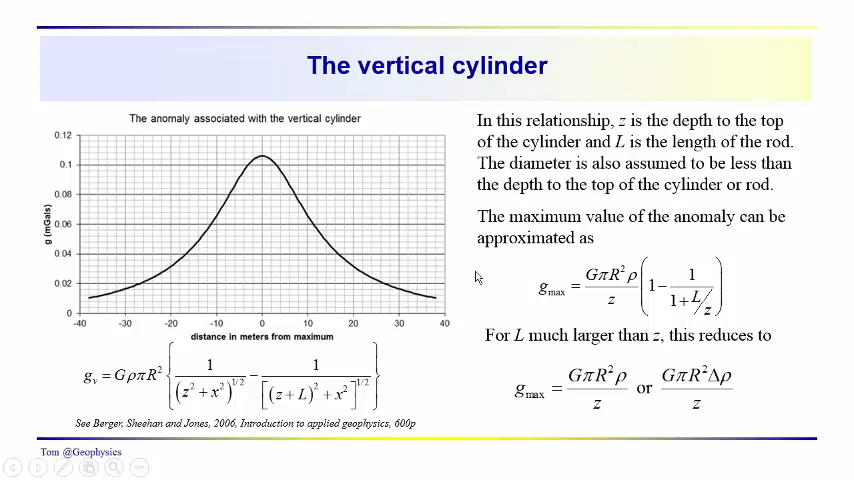 The vertical cylinder
The anomaly associated with the vertical cylinder
0.12
0.1
0.08
0.06
0.04
0.02
0
g (mGals)
-40 -30 -20 -10 0 10 20 30 40
distance in meters from maximum
g_v = GρπR² { 1/(z² + x²)^{1/2} − 1/[(z + L)² + x²]^{1/2} }
See Berger, Sheehan and Jones, 2006, Introduction to applied geophysics, 600p
In this relationship, z is the depth to the top
of the cylinder and L is the length of the rod.
The diameter is also assumed to be less than
the depth to the top of the cylinder or rod.
The maximum value of the anomaly can be
approximated as
g_max = GπR²ρ/z (1 − 1/(1 + L/z))
For L much larger than z, this reduces to
g_max = GπR²ρ/z or GπR²Δρ/z
Tom @Geophysics